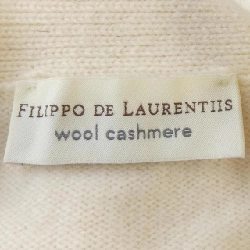 FILIPPO DE LAURENTIIS
wool cashmere